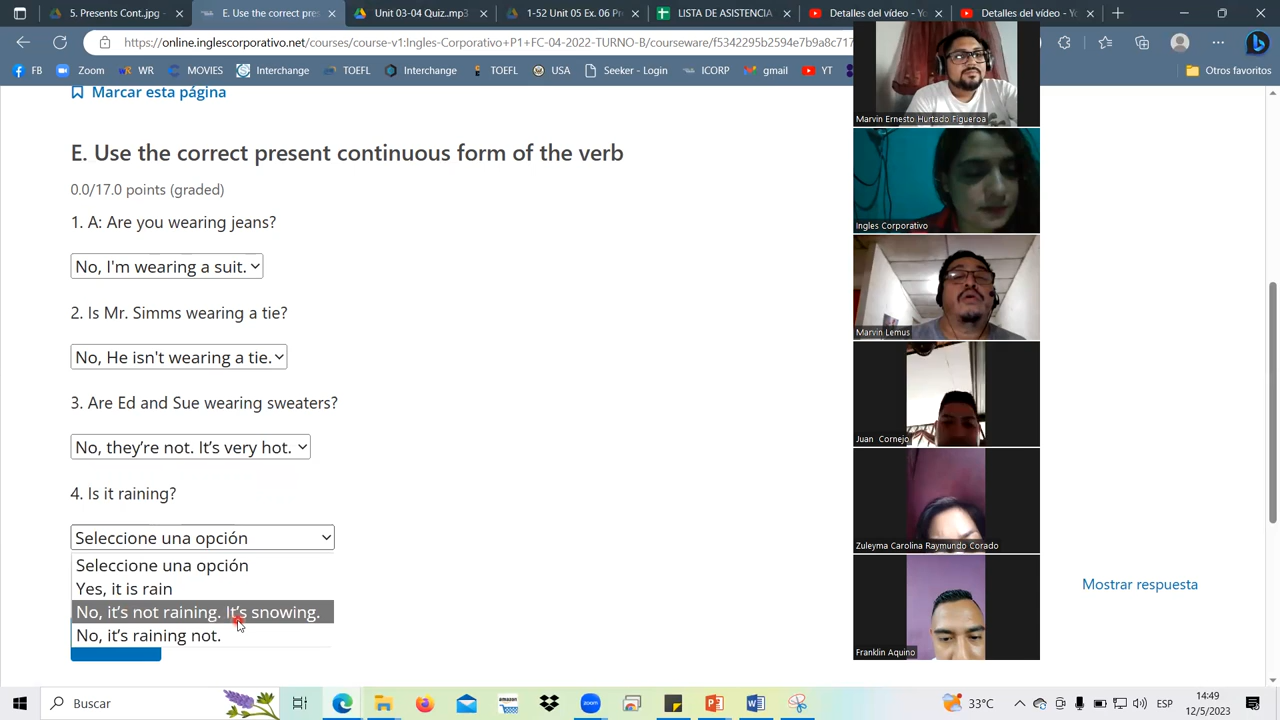 5. Presente Cont.jpg
E. Use the correct pres
Unit 03-04 Quiz.mp3
1-52 Unit 05 - 06 P
LISTA DE ASISTENCIA
Detalles del video - Yo
Detalles del video - Yo
https://online.inglescorporativo.net/courses/course-v1:Ingles-Corporativo+P1+FC-04-2022-TURNO-B/courseware/f5342295b2594e7b9a8c717
FB
Zoom
WR
MOVIES
Interchange
TOEFL
Interchange
TOEFL
USA
Seeker - Login
ICORP
gmail
YT
Otros favoritos
Marcar esta página
E. Use the correct present continuous form of the verb
0.0/17.0 points (graded)
1. A: Are you wearing jeans?
No, I'm wearing a suit.
2. Is Mr. Simms wearing a tie?
No, He isn't wearing a tie.
3. Are Ed and Sue wearing sweaters?
No, they're not. It's very hot.
4. Is it raining?
Seleccione una opción
Seleccione una opción
Yes, it is rain
No, it's not raining. It's snowing.
No, it's raining not.
Mostrar respuesta
Marvin Ernesto Hurtado Figueroa
Ingles Corporativo
Marvin Lemus
Juan Cornejo
Zuleyma Carolina Raymundo Corado
Franklin Aquino
Buscar
33°C
ESP
14:45
12/5/2023